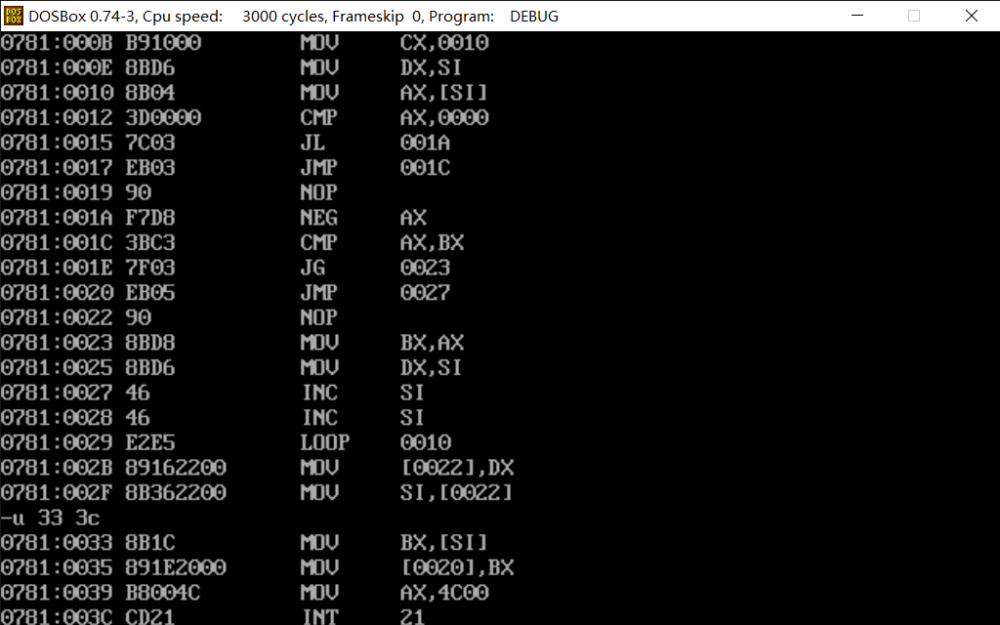 DOSBox 0.74-3, Cpu speed: 3000 cycles, Frameskip 0, Program: DEBUG
0781:000B B91000 MOV CX,0010
0781:000E 8BD6 MOV DX,SI
0781:0010 8B04 MOV AX,[SI]
0781:0012 3D0000 CMP AX,0000
0781:0015 7C03 JL 001A
0781:0017 EB03 JMP 001C
0781:0019 90 NOP
0781:001A F7D8 NEG AX
0781:001C 3BC3 CMP AX,BX
0781:001E 7F03 JG 0023
0781:0020 EB05 JMP 0027
0781:0022 90 NOP
0781:0023 8BD8 MOV BX,AX
0781:0025 8BD6 MOV DX,SI
0781:0027 46 INC SI
0781:0028 46 INC SI
0781:0029 E2E5 LOOP 0010
0781:002B 89162200 MOV [0022],DX
0781:002F 8B362200 MOV SI,[0022]
-u 33 3c
0781:0033 8B1C MOV BX,[SI]
0781:0035 891E2000 MOV [0020],BX
0781:0039 B8004C MOV AX,4C00
0781:003C CD21 INT 21